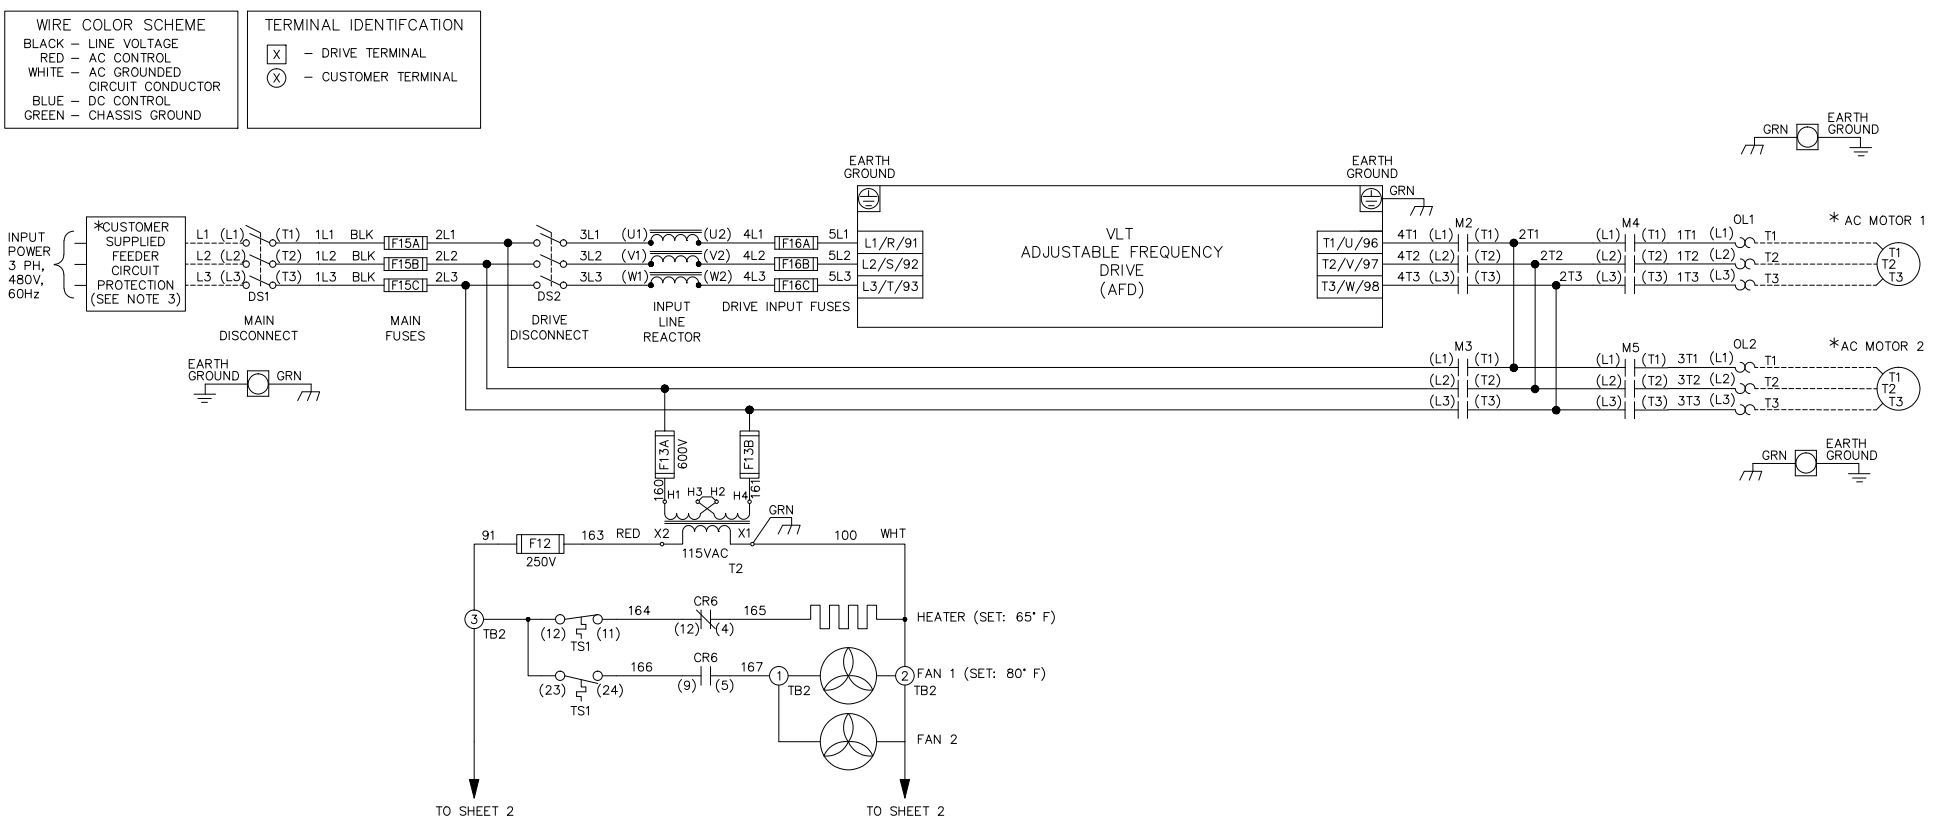 WIRE COLOR SCHEME
BLACK – LINE VOLTAGE
RED – AC CONTROL
WHITE – AC GROUNDED
CIRCUIT CONDUCTOR
BLUE – DC CONTROL
GREEN – CHASSIS GROUND
TERMINAL IDENTIFCATION
X – DRIVE TERMINAL
X – CUSTOMER TERMINAL
GRN EARTH
GROUND
EARTH
GROUND
EARTH
GROUND
GRN
INPUT
POWER
3 PH,
480V,
60Hz
*CUSTOMER
SUPPLIED
FEEDER
CIRCUIT
PROTECTION
(SEE NOTE 3)
L1 (L1) (T1) 1L1 BLK F15A 2L1 3L1 (U1) (U2) 4L1 F16A 5L1 L1/R/91
L2 (L2) (T2) 1L2 BLK F15B 2L2 3L2 (V1) (V2) 4L2 F16B 5L2 L2/S/92
L3 (L3) (T3) 1L3 BLK F15C 2L3 3L3 (W1) (W2) 4L3 F16C 5L3 L3/T/93
DS1
MAIN
DISCONNECT
MAIN
FUSES
DS2
DRIVE
DISCONNECT
INPUT
LINE
REACTOR
DRIVE INPUT FUSES
VLT
ADJUSTABLE FREQUENCY
DRIVE
(AFD)
M2 M4 OL1 * AC MOTOR 1
T1/U/96 4T1 (L1) (T1) 2T1 (L1) (T1) 1T1 (L1) T1
T2/V/97 4T2 (L2) (T2) 2T2 (L2) (T2) 1T2 (L2) T2
T3/W/98 4T3 (L3) (T3) 2T3 (L3) (T3) 1T3 (L3) T3
T1
T2
T3
M3 M5 OL2 *AC MOTOR 2
(L1) (T1) (L1) (T1) 3T1 (L1) T1
(L2) (T2) (L2) (T2) 3T2 (L2) T2
(L3) (T3) (L3) (T3) 3T3 (L3) T3
T1
T2
T3
EARTH
GROUND GRN
GRN EARTH
GROUND
F13A
600V
F13B
160
161
H1 H3 H2 H4
GRN
91 F12 163 RED X2 X1 100 WHT
250V
115VAC
T2
3
TB2
(12) (11)
TS1
164
CR6
(12) (4)
165
HEATER (SET: 65° F)
(23) (24)
TS1
166
CR6
(9) (5)
167
1
TB2
2
TB2
FAN 1 (SET: 80° F)
FAN 2
TO SHEET 2
TO SHEET 2